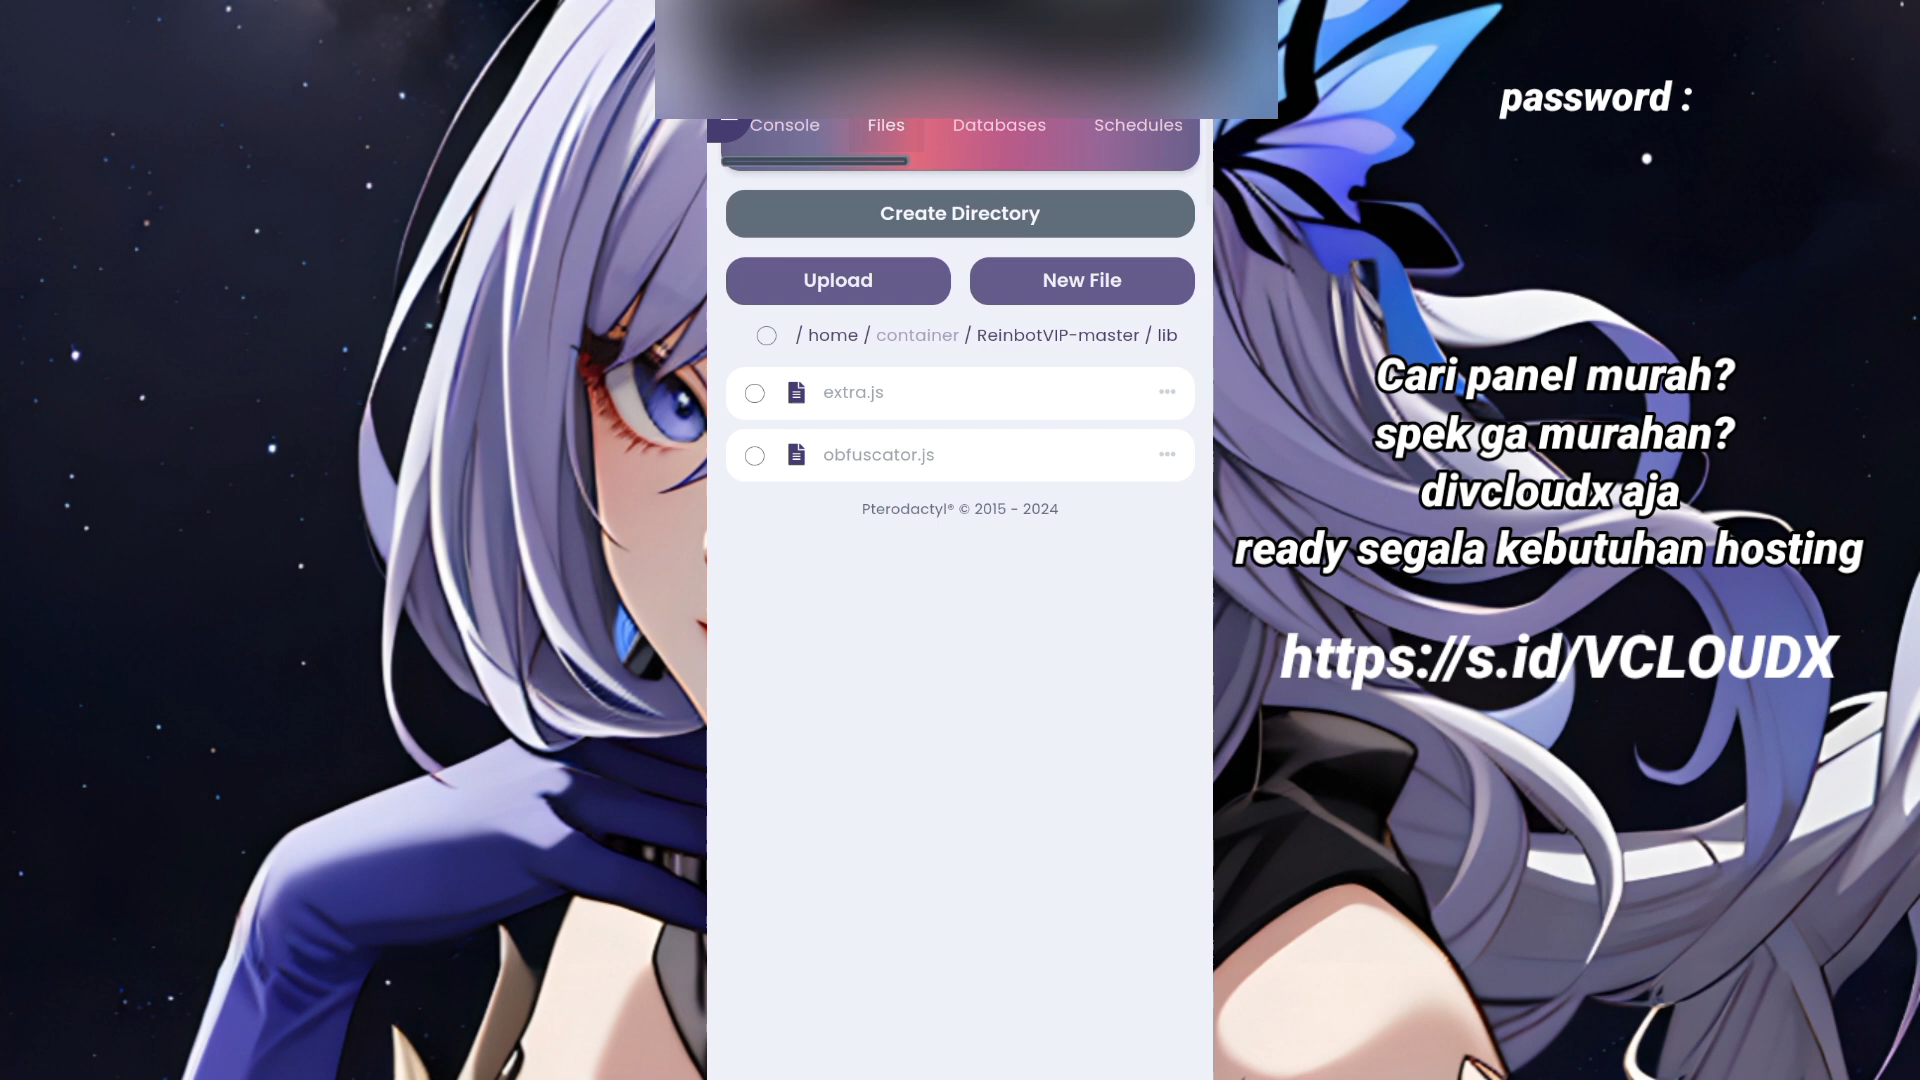 Console Files Databases Schedules
Create Directory
Upload New File
/ home / container / ReinbotVIP-master / lib
extra.js
obfuscator.js
Pterodactyl® © 2015 - 2024
password :
Cari panel murah?
spek ga murahan?
divcloudx aja
ready segala kebutuhan hosting
https://s.id/VCLOUDX